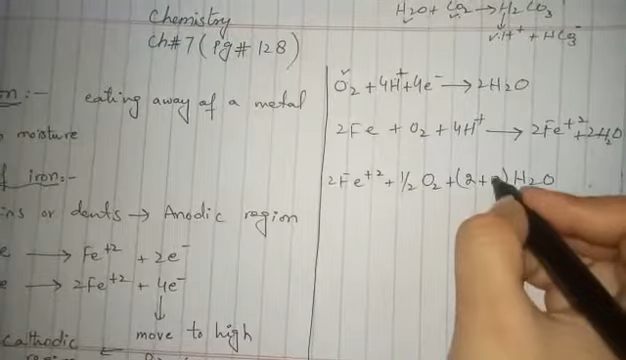 Chemistry
Ch#7 (Pg# 128)
:- eating away of a metal
moisture
of iron:-
or dents → Anodic region
→ Fe+2 + 2e-
→ 2Fe+2 + 4e-
↓
move to high
Cathodic ←
H2O + CO2 → H2CO3
↓
H+ + HCO3-
O2 + 4H+ + 4e- → 2H2O
2Fe + O2 + 4H+ → 2Fe+2 + 2H2O
2Fe+2 + 1/2 O2 + (2+ ) H2O